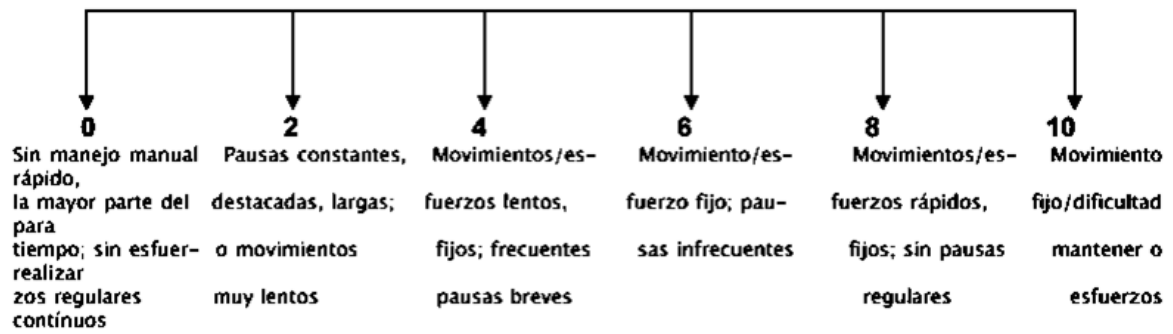 0 2 4 6 8 10
Sin manejo manual Pausas constantes, Movimientos/es- Movimiento/es- Movimientos/es- Movimiento
rápido,
la mayor parte del destacadas, largas; fuerzos lentos, fuerzo fijo; pau- fuerzos rápidos, fijo/dificultad
para
tiempo; sin esfuer- o movimientos fijos; frecuentes sas infrecuentes fijos; sin pausas mantener o
realizar
zos regulares muy lentos pausas breves regulares esfuerzos
contínuos